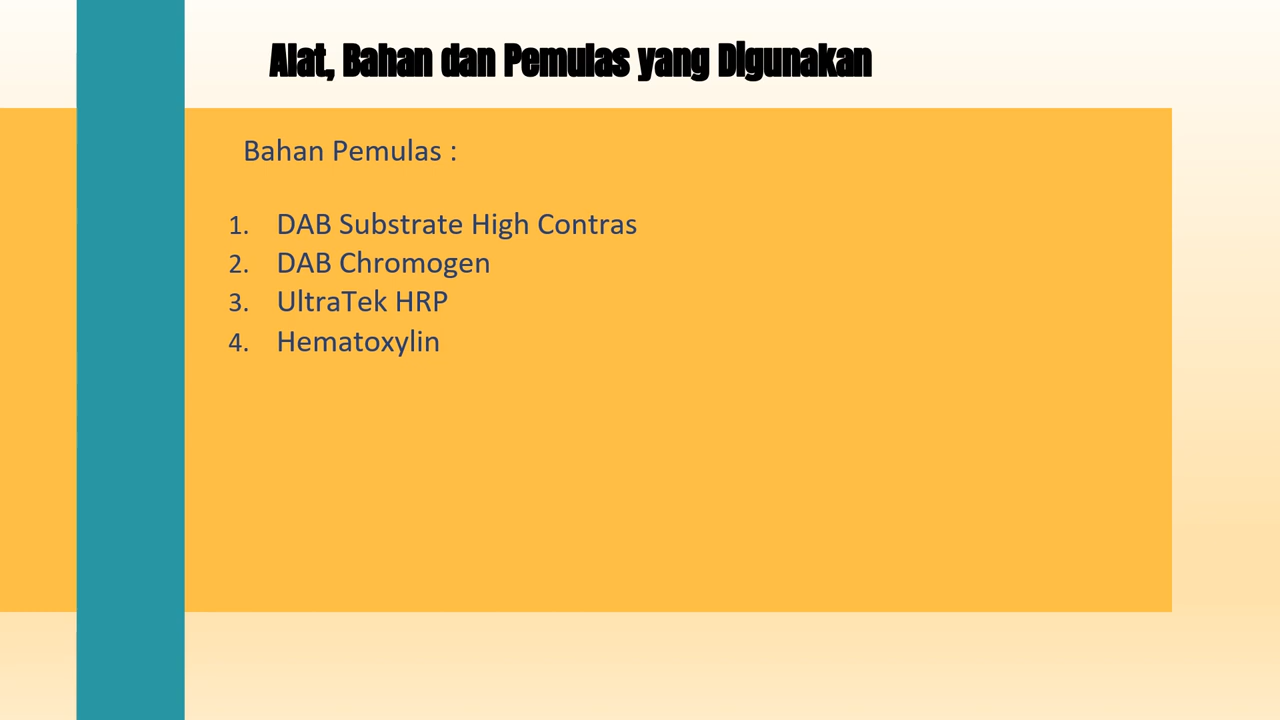 Alat, Bahan dan Pemulas yang Digunakan
Bahan Pemulas :
1. DAB Substrate High Contras
2. DAB Chromogen
3. UltraTek HRP
4. Hematoxylin